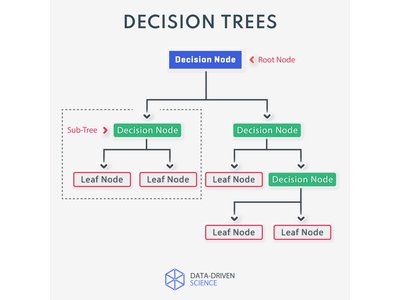 DECISION TREES
Decision Node
Root Node
Sub-Tree
Decision Node
Decision Node
Leaf Node
Leaf Node
Leaf Node
Decision Node
Leaf Node
Leaf Node
DATA-DRIVEN
SCIENCE